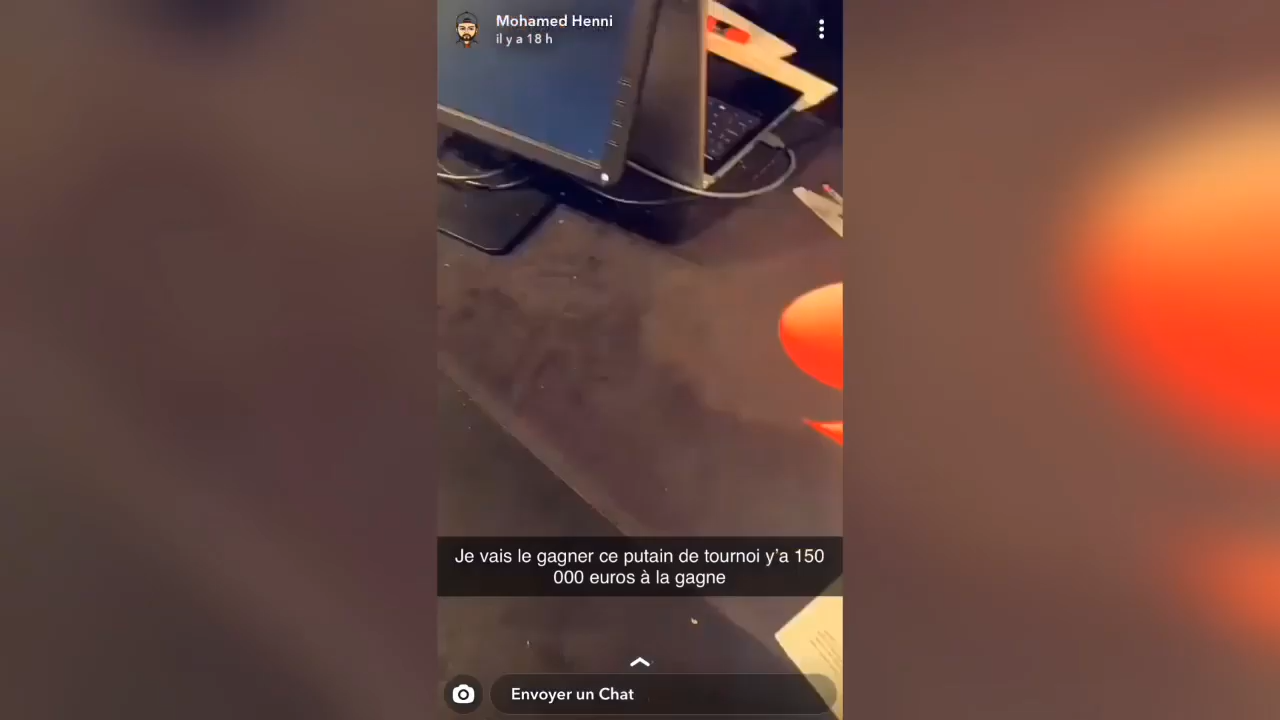 Mohamed Henni
il y a 18 h
Je vais le gagner ce putain de tournoi y'a 150
000 euros à la gagne
Envoyer un Chat